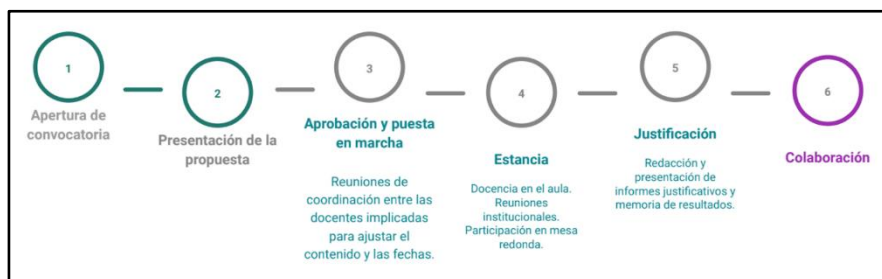 1
Apertura de
convocatoria
2
Presentación de la
propuesta
3
Aprobación y puesta
en marcha
Reuniones de
coordinación entre las
docentes implicadas
para ajustar el
contenido y las fechas.
4
Estancia
Docencia en el aula.
Reuniones
institucionales.
Participación en mesa
redonda.
5
Justificación
Redacción y
presentación de
informes justificativos y
memoria de resultados.
6
Colaboración